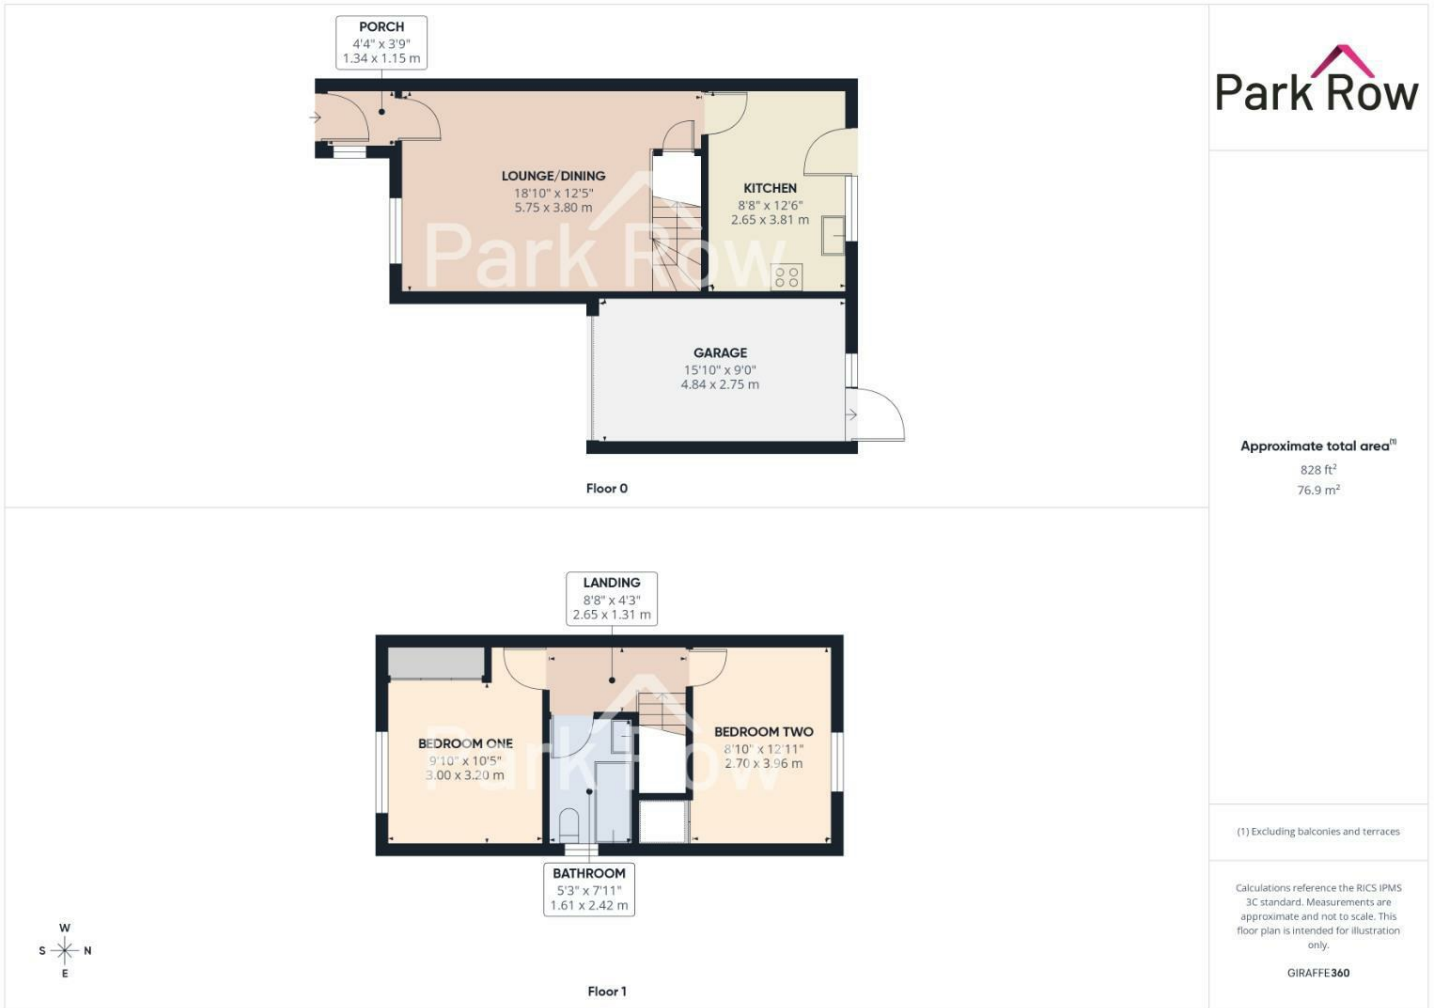 PORCH
4'4" x 3'9"
1.34 x 1.15 m
LOUNGE/DINING
18'10" x 12'5"
5.75 x 3.80 m
KITCHEN
8'8" x 12'6"
2.65 x 3.81 m
Park Row
GARAGE
15'10" x 9'0"
4.84 x 2.75 m
Floor 0
LANDING
8'8" x 4'3"
2.65 x 1.31 m
BEDROOM ONE
9'10" x 10'5"
3.00 x 3.20 m
BEDROOM TWO
8'10" x 12'11"
2.70 x 3.96 m
Park Row
BATHROOM
5'3" x 7'11"
1.61 x 2.42 m
W
S N
E
Floor 1
Park Row
Approximate total area(1)
828 ft²
76.9 m²
(1) Excluding balconies and terraces
Calculations reference the RICS IPMS
3C standard. Measurements are
approximate and not to scale. This
floor plan is intended for illustration
only.
GIRAFFE360